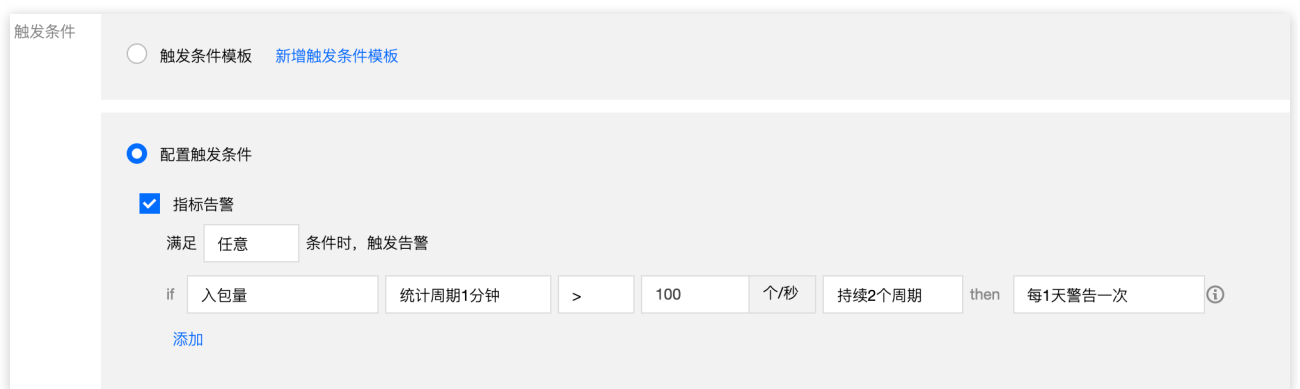 触发条件
触发条件模板 新增触发条件模板
配置触发条件
指标告警
满足 任意 条件时，触发告警
if 入包量 统计周期1分钟 > 100 个/秒 持续2个周期 then 每1天警告一次
添加